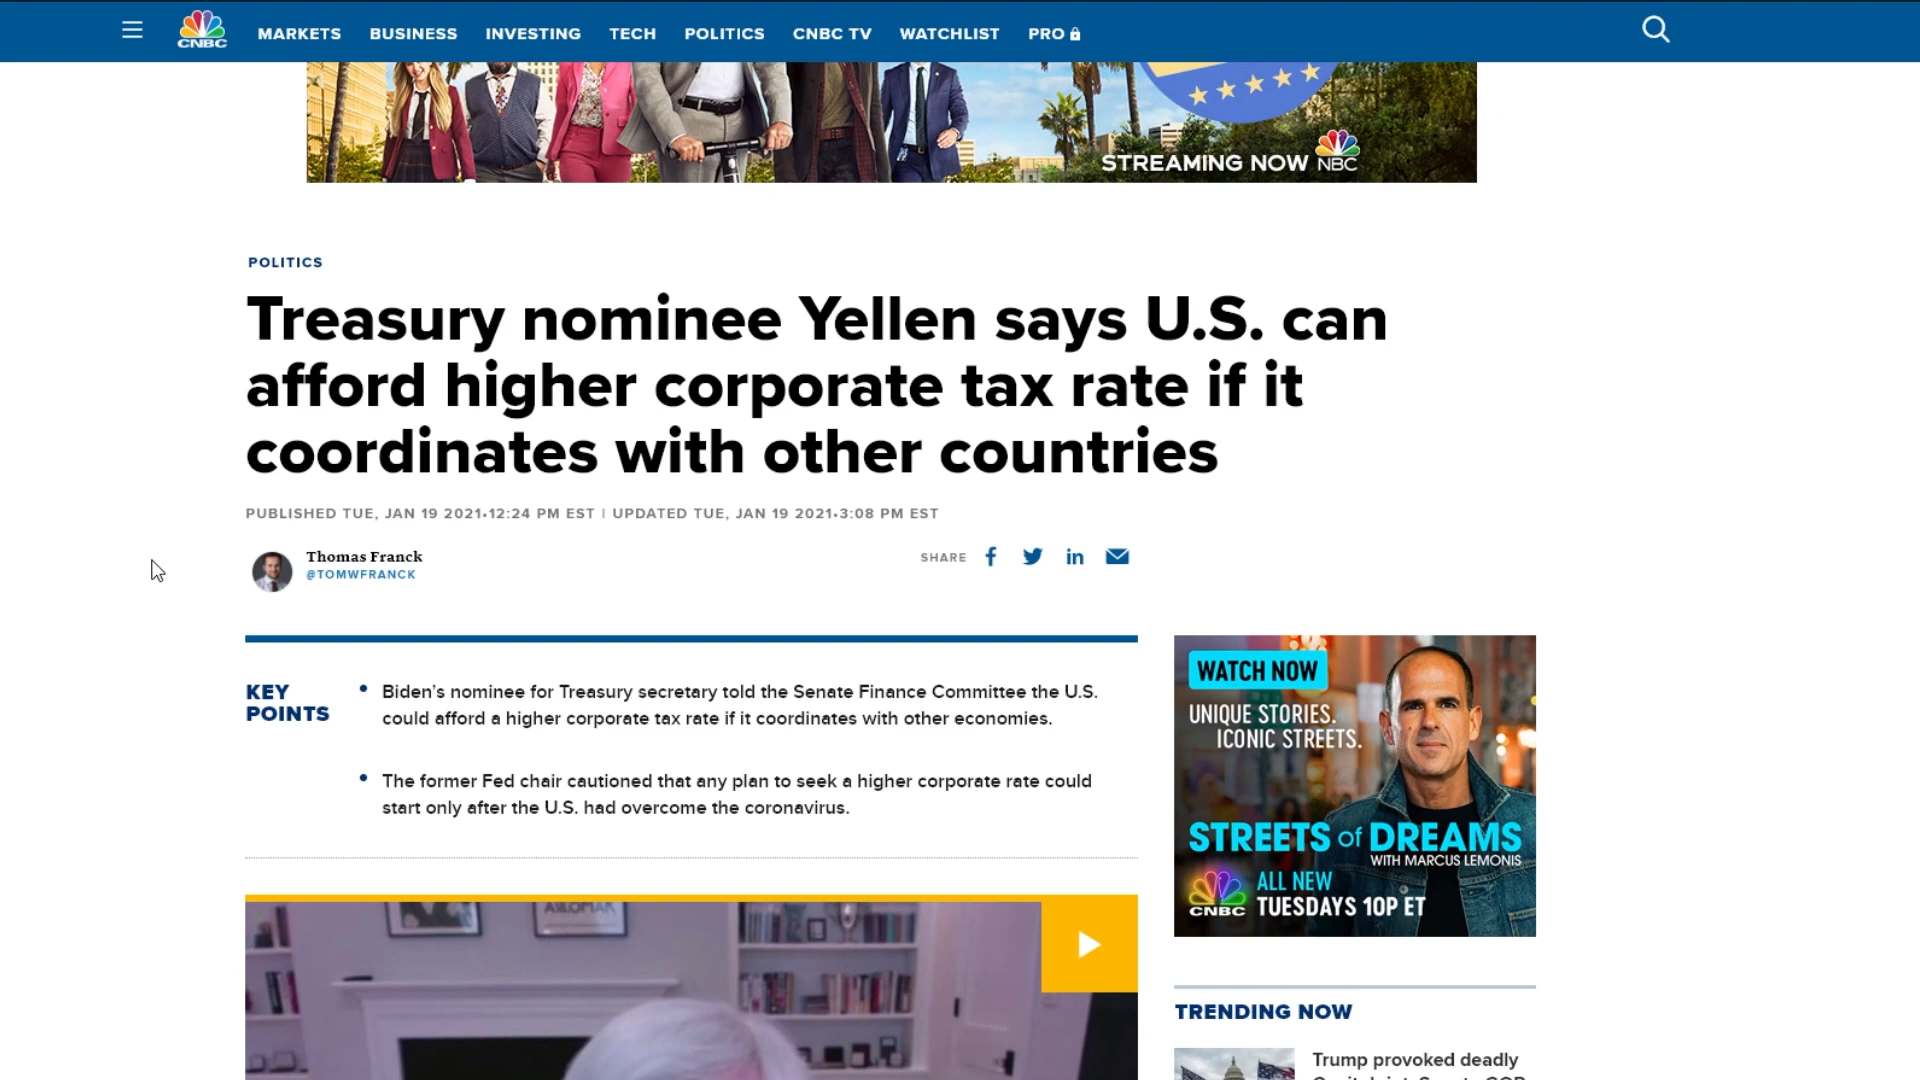 CNBC
MARKETS BUSINESS INVESTING TECH POLITICS CNBC TV WATCHLIST PRO
STREAMING NOW NBC
POLITICS
Treasury nominee Yellen says U.S. can
afford higher corporate tax rate if it
coordinates with other countries
PUBLISHED TUE, JAN 19 2021•12:24 PM EST | UPDATED TUE, JAN 19 2021•3:08 PM EST
Thomas Franck
@TOMWFRANCK
SHARE
KEY
POINTS
• Biden's nominee for Treasury secretary told the Senate Finance Committee the U.S.
could afford a higher corporate tax rate if it coordinates with other economies.
• The former Fed chair cautioned that any plan to seek a higher corporate rate could
start only after the U.S. had overcome the coronavirus.
WATCH NOW
UNIQUE STORIES.
ICONIC STREETS.
STREETS of DREAMS
WITH MARCUS LEMONIS
ALL NEW
CNBC TUESDAYS 10P ET
TRENDING NOW
Trump provoked deadly